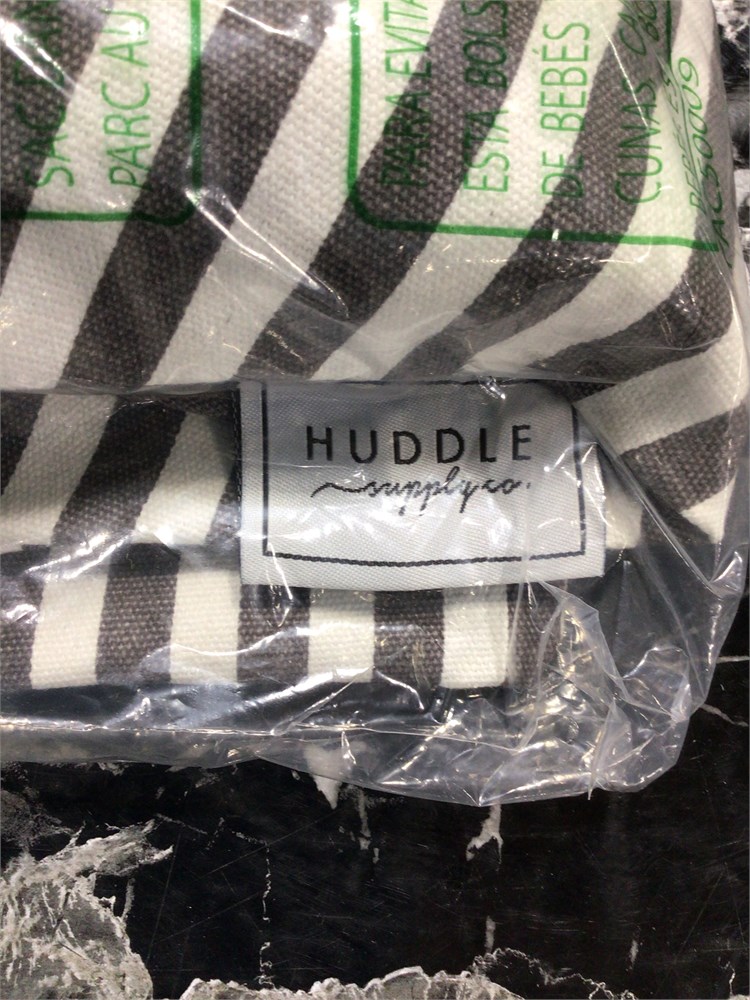 PARC AU
PARA EVITA
ESTA BOLS
DE BEBÉS
CUNAS
HUDDLE
supply co.